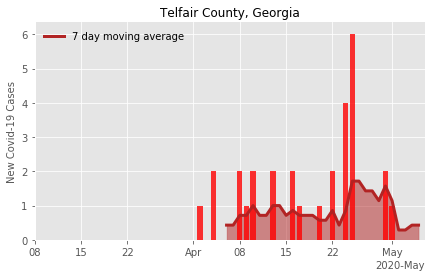 Telfair County, Georgia
7 day moving average
New Covid-19 Cases
6
5
4
3
2
1
0
08 15 22 Apr 08 15 22 May
2020-May